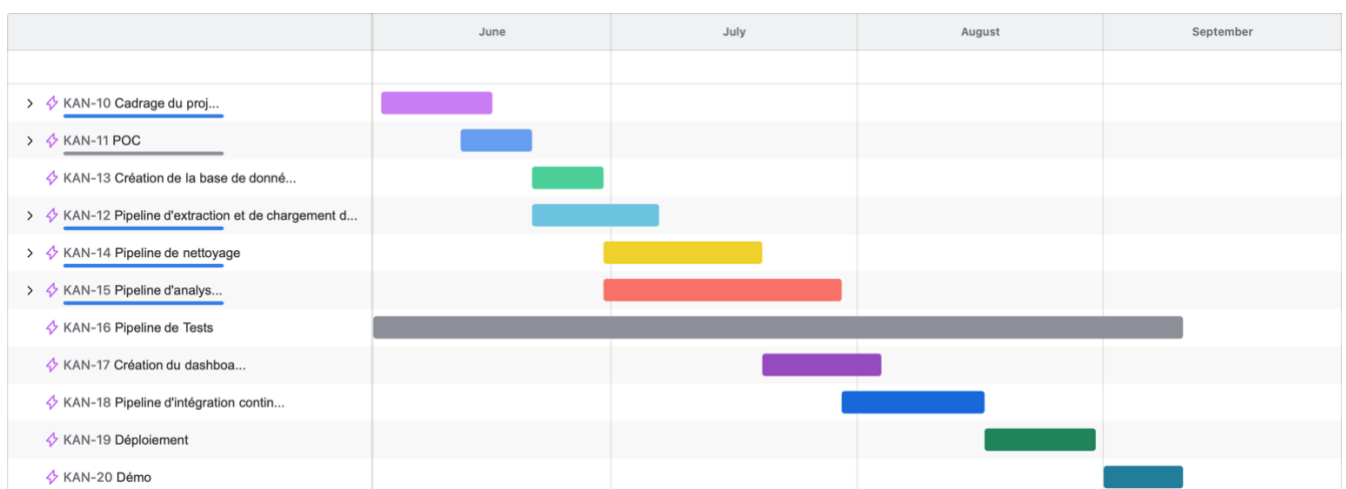 June July August September
KAN-10 Cadrage du proj...
KAN-11 POC
KAN-13 Création de la base de donné...
KAN-12 Pipeline d'extraction et de chargement d...
KAN-14 Pipeline de nettoyage
KAN-15 Pipeline d'analys...
KAN-16 Pipeline de Tests
KAN-17 Création du dashboa...
KAN-18 Pipeline d'intégration contin...
KAN-19 Déploiement
KAN-20 Démo